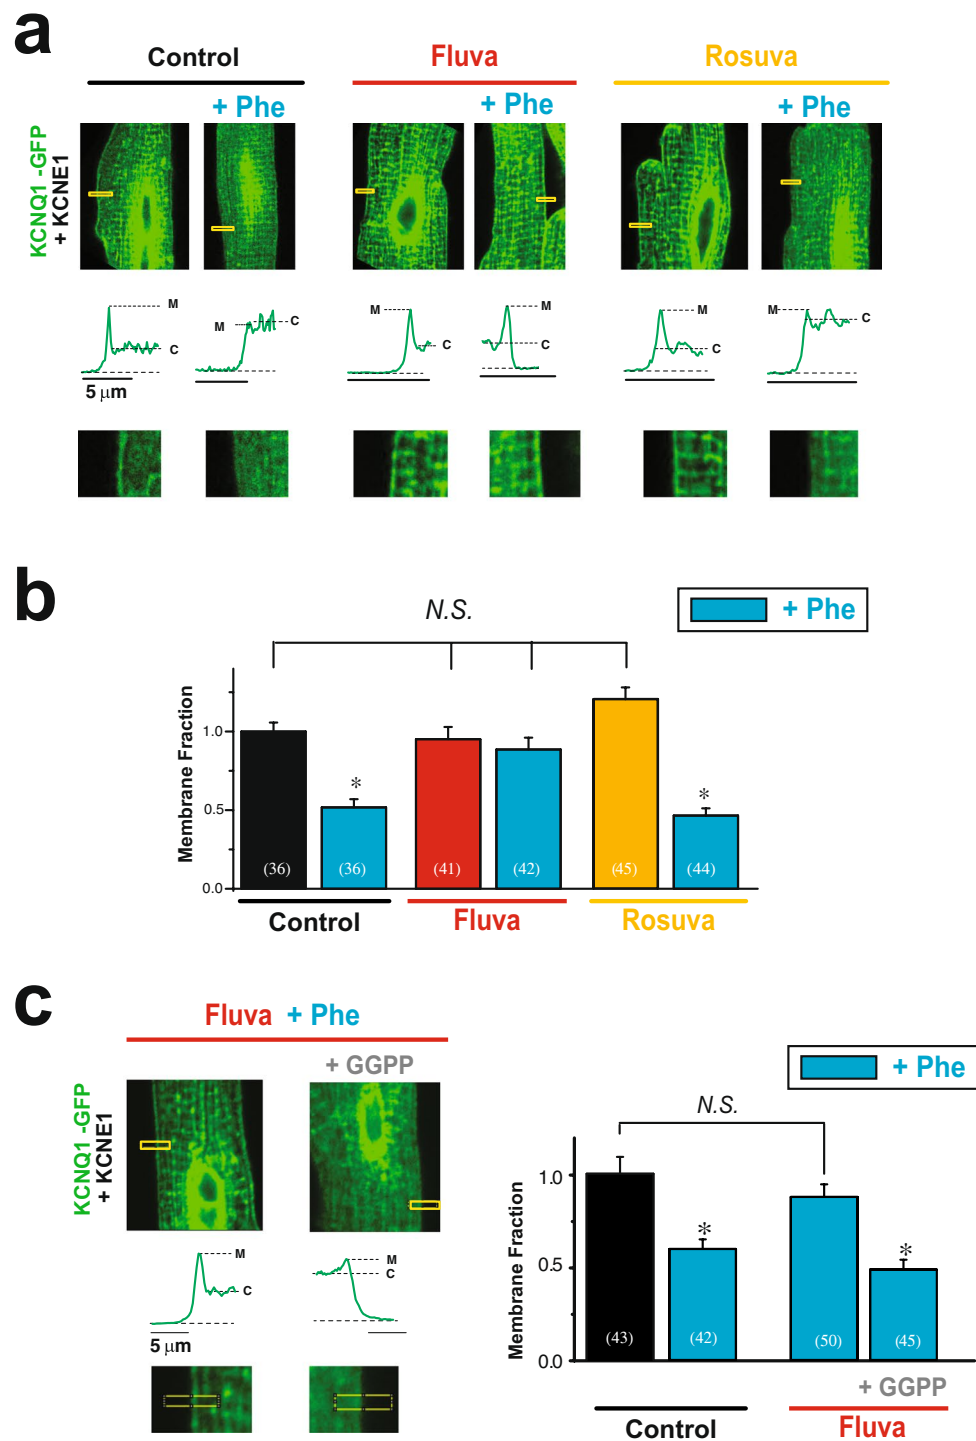 a
Control Fluva Rosuva
+ Phe + Phe + Phe
KCNQ1 -GFP
+ KCNE1
M C M C M C M C M C M C
5 μm
b
N.S.
+ Phe
Membrane Fraction
1.0
0.5
0.0
* *
(36) (36) (41) (42) (45) (44)
Control Fluva Rosuva
c
Fluva + Phe
+ GGPP
KCNQ1 -GFP
+ KCNE1
M C M C
5 μm
+ Phe
N.S.
Membrane Fraction
1.0
0.5
0.0
* *
(43) (42) (50) (45)
+ GGPP
Control Fluva